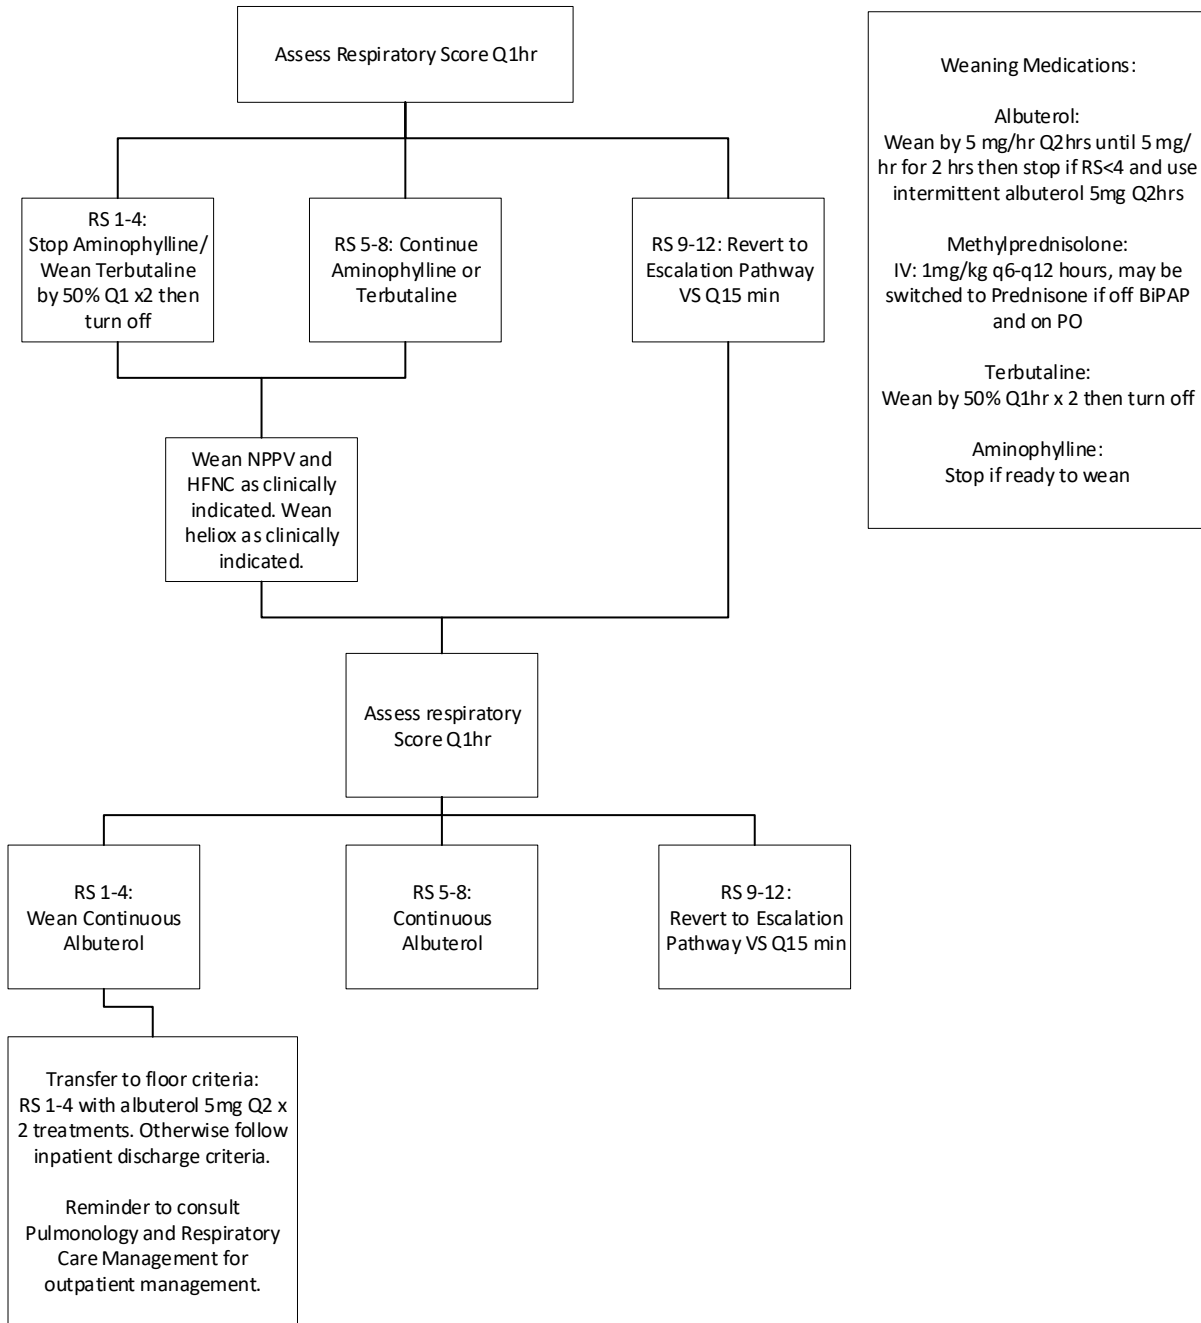 Assess Respiratory Score Q1hr
RS 1-4:
Stop Aminophylline/
Wean Terbutaline
by 50% Q1 x2 then
turn off
RS 5-8: Continue
Aminophylline or
Terbutaline
RS 9-12: Revert to
Escalation Pathway
VS Q15 min
Wean NPPV and
HFNC as clinically
indicated. Wean
heliox as clinically
indicated.
Assess respiratory
Score Q1hr
RS 1-4:
Wean Continuous
Albuterol
RS 5-8:
Continuous
Albuterol
RS 9-12:
Revert to Escalation
Pathway VS Q15 min
Transfer to floor criteria:
RS 1-4 with albuterol 5mg Q2 x
2 treatments. Otherwise follow
inpatient discharge criteria.
Reminder to consult
Pulmonology and Respiratory
Care Management for
outpatient management.
Weaning Medications:
Albuterol:
Wean by 5 mg/hr Q2hrs until 5 mg/
hr for 2 hrs then stop if RS<4 and use
intermittent albuterol 5mg Q2hrs
Methylprednisolone:
IV: 1mg/kg q6-q12 hours, may be
switched to Prednisone if off BiPAP
and on PO
Terbutaline:
Wean by 50% Q1hr x 2 then turn off
Aminophylline:
Stop if ready to wean